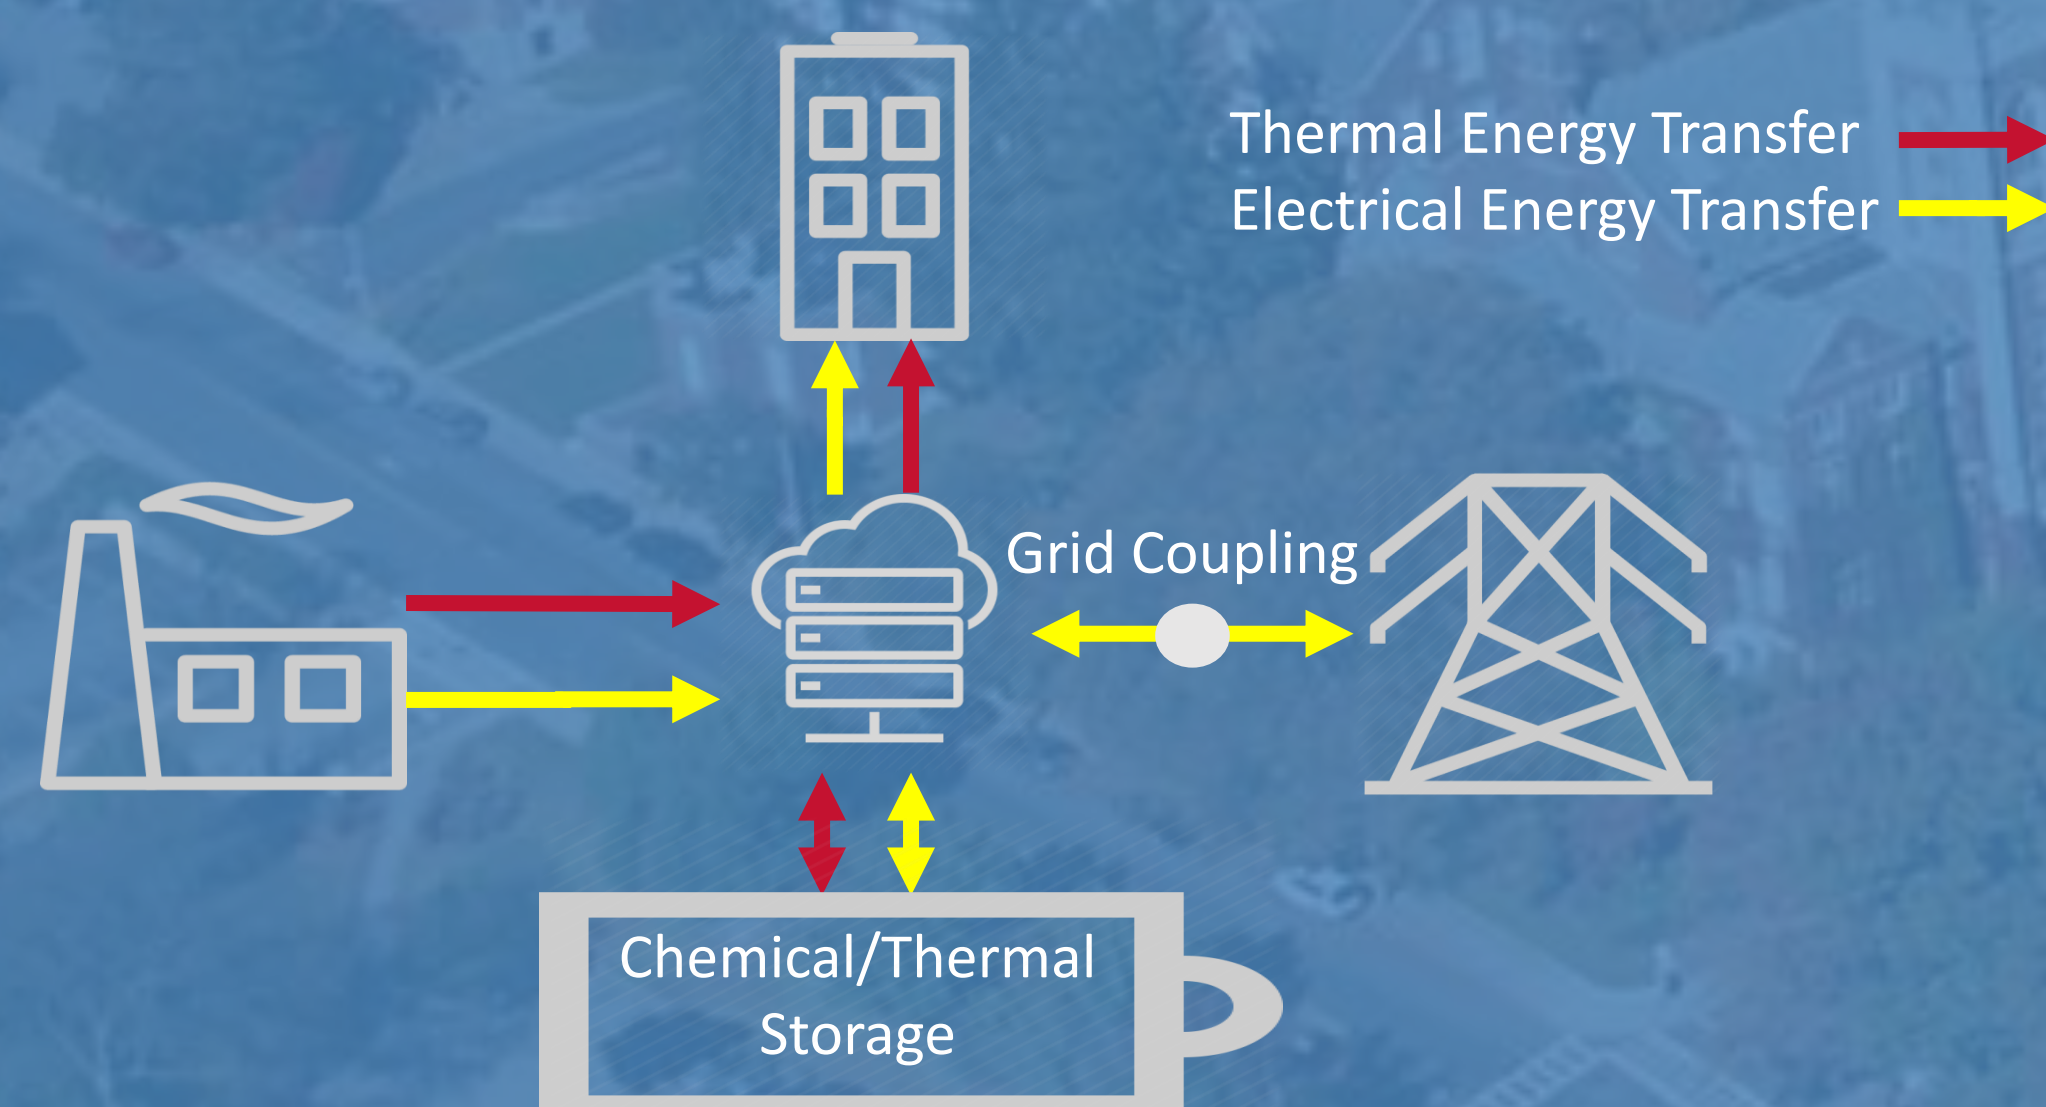 Thermal Energy Transfer
Electrical Energy Transfer
Grid Coupling
Chemical/Thermal
Storage